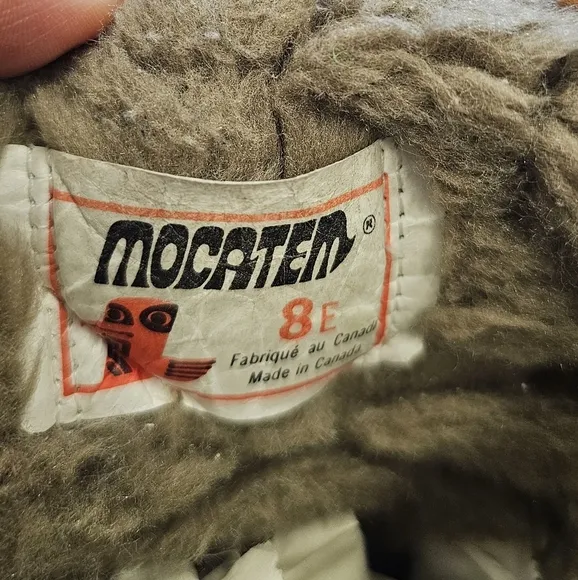 MOCATEM ®
8E
Fabriqué au Canada
Made in Canada